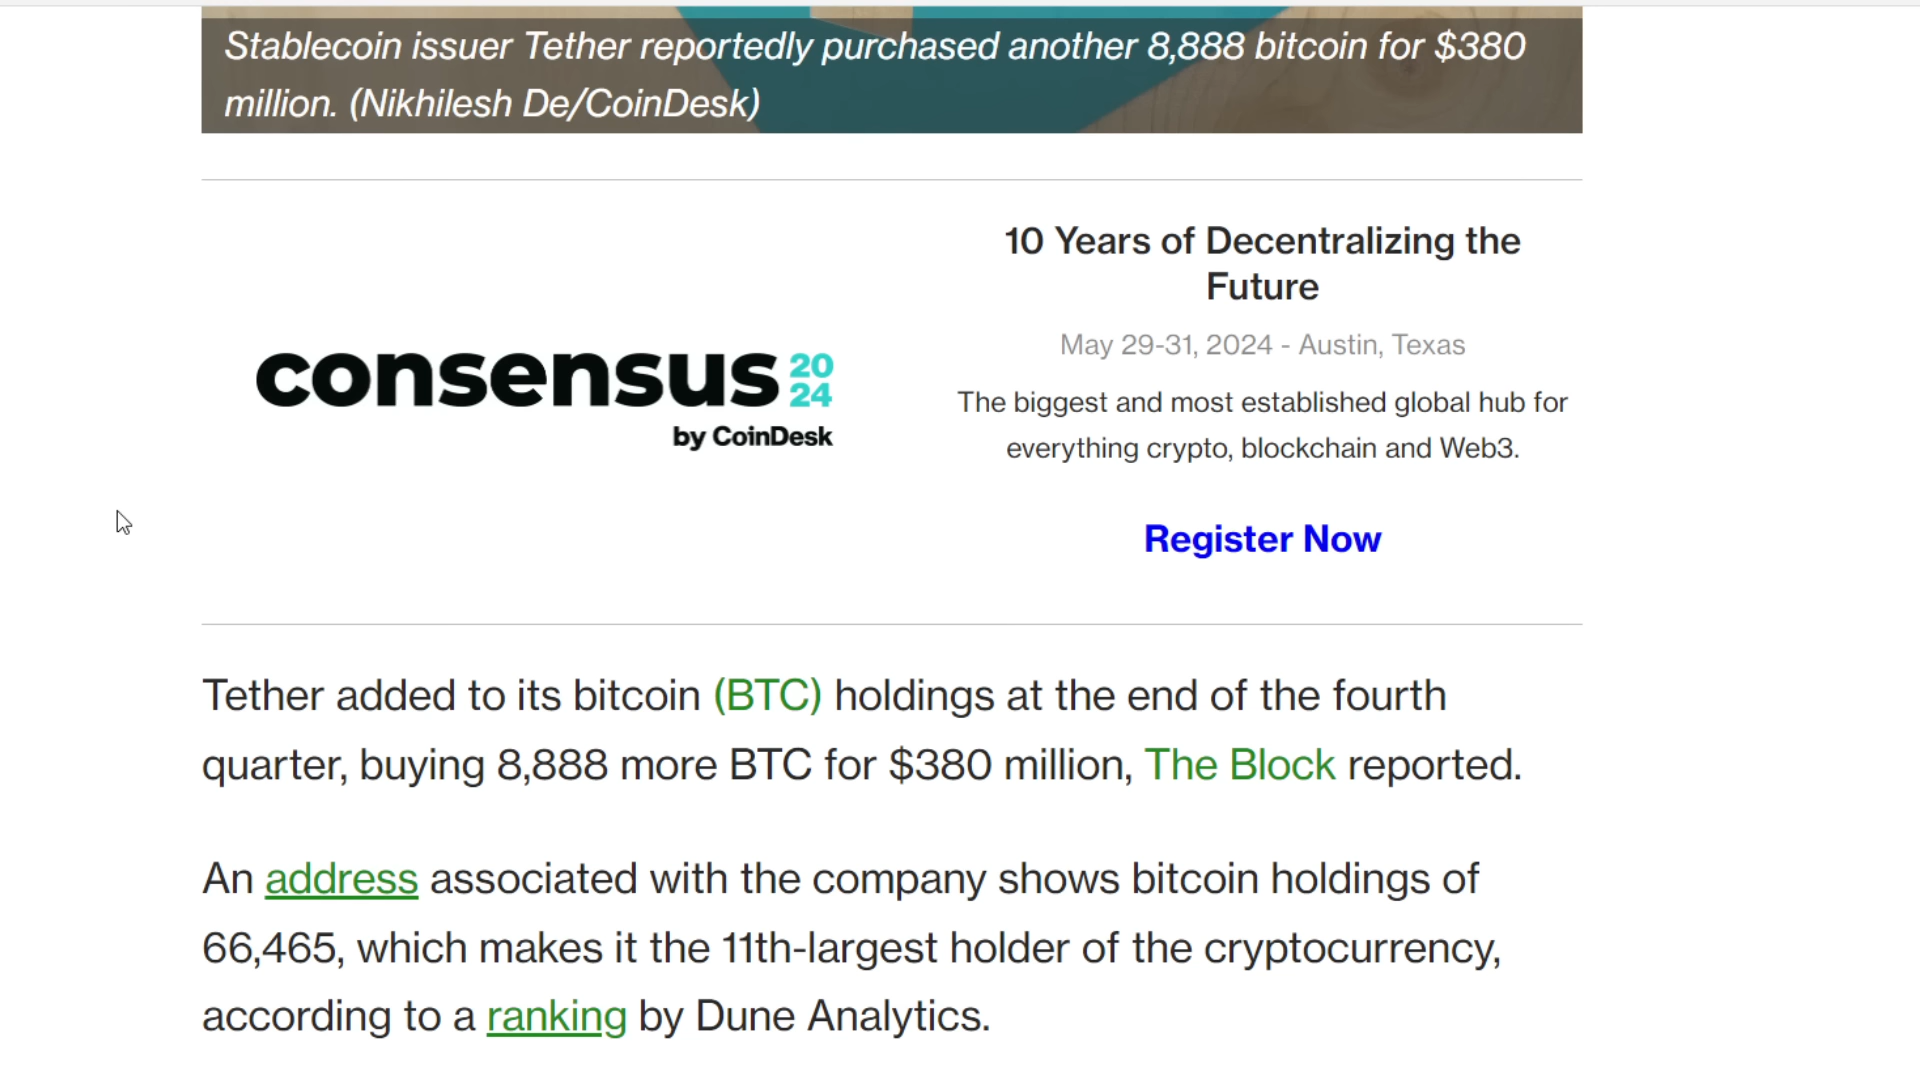 Stablecoin issuer Tether reportedly purchased another 8,888 bitcoin for $380
million. (Nikhilesh De/CoinDesk)
consensus 2024
by CoinDesk
10 Years of Decentralizing the
Future
May 29-31, 2024 - Austin, Texas
The biggest and most established global hub for
everything crypto, blockchain and Web3.
Register Now
Tether added to its bitcoin (BTC) holdings at the end of the fourth
quarter, buying 8,888 more BTC for $380 million, The Block reported.
An address associated with the company shows bitcoin holdings of
66,465, which makes it the 11th-largest holder of the cryptocurrency,
according to a ranking by Dune Analytics.